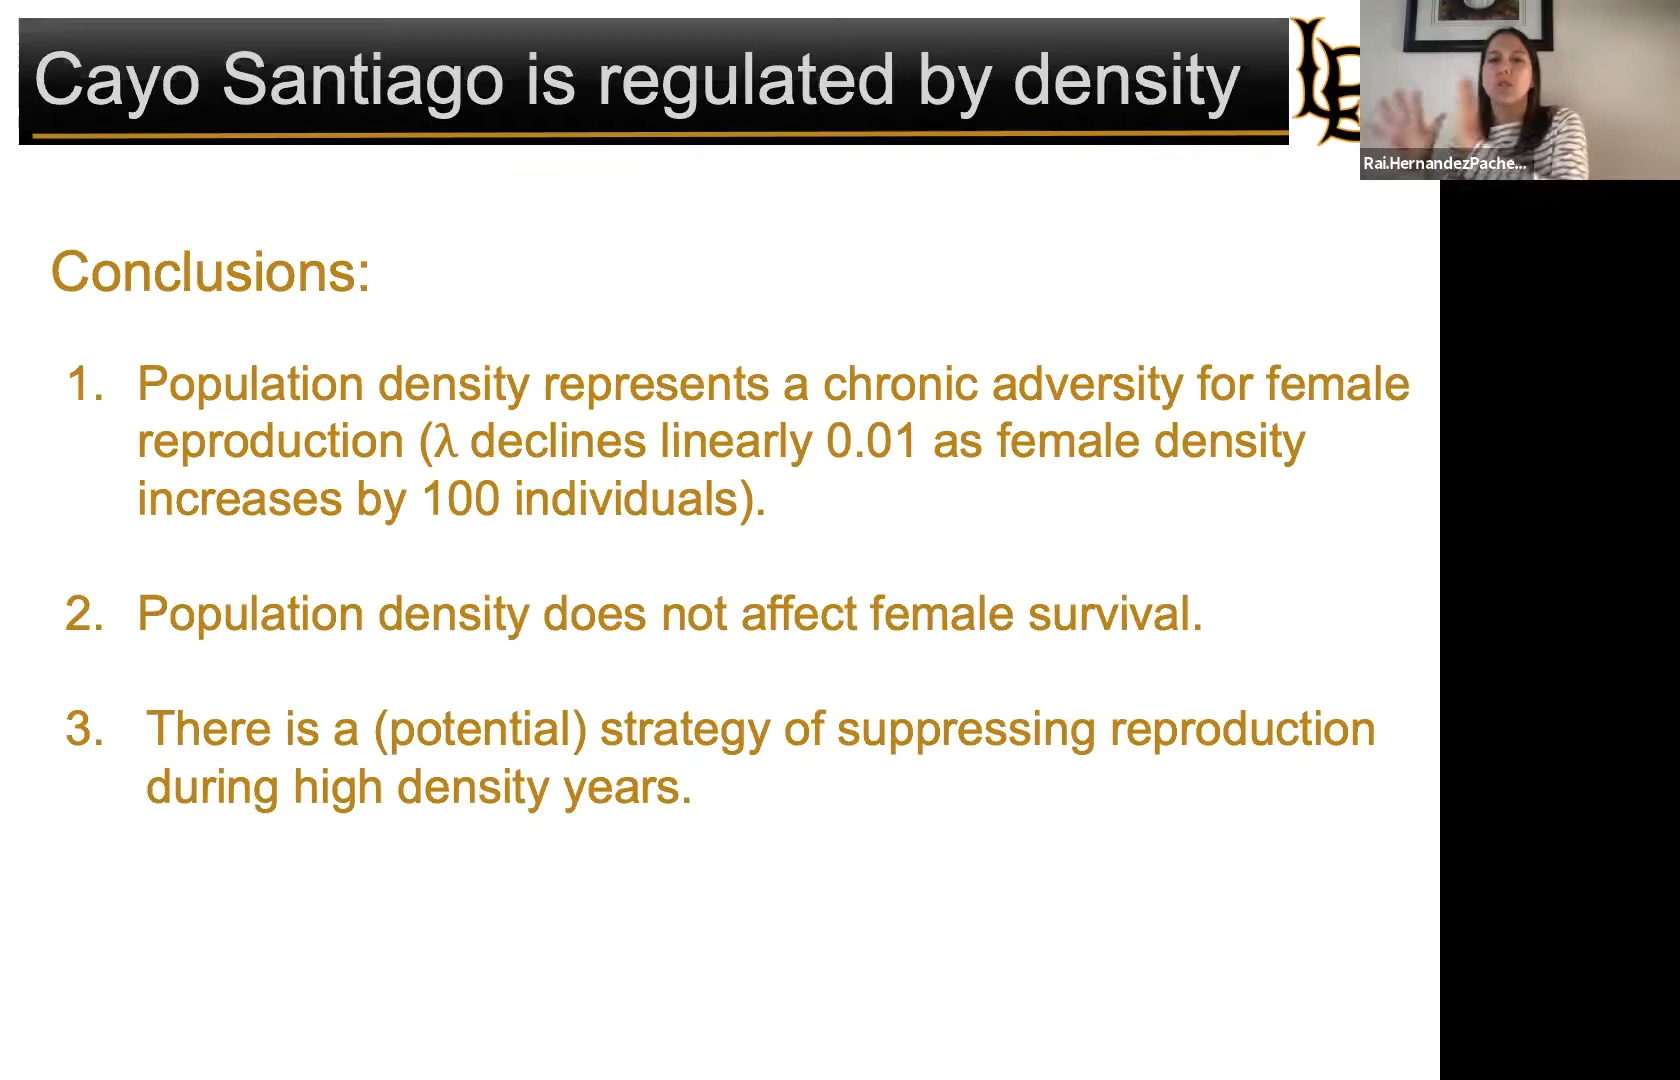 Cayo Santiago is regulated by density
LB
Rai.HernandezPache...
Conclusions:
1. Population density represents a chronic adversity for female
reproduction (λ declines linearly 0.01 as female density
increases by 100 individuals).
2. Population density does not affect female survival.
3. There is a (potential) strategy of suppressing reproduction
during high density years.